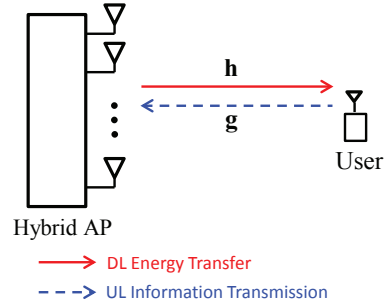 h
g
User
Hybrid AP
DL Energy Transfer
UL Information Transmission